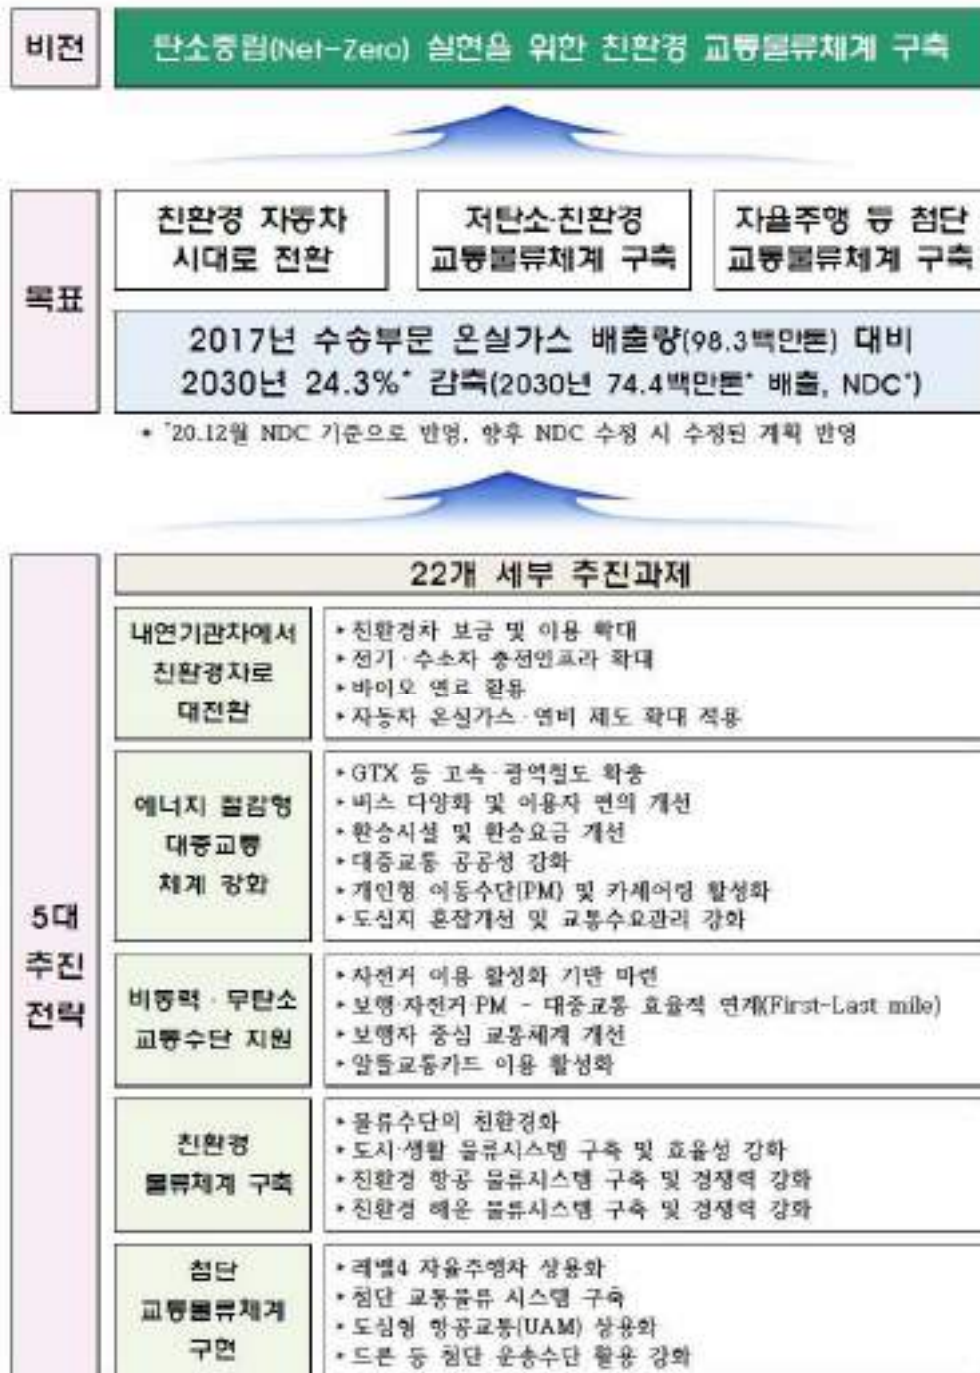 비전
탄소중립(Net-Zero) 실현을 위한 친환경 교통물류체계 구축
목표
친환경 자동차
시대로 전환
저탄소·친환경
교통물류체계 구축
자율주행 등 첨단
교통물류체계 구축
2017년 수송부문 온실가스 배출량(98.3백만톤) 대비
2030년 24.3%* 감축(2030년 74.4백만톤* 배출, NDC*)
* '20.12월 NDC 기준으로 반영, 향후 NDC 수정 시 수정된 계획 반영
5대
추진
전략
22개 세부 추진과제
내연기관차에서
친환경차로
대전환
* 친환경차 보급 및 이용 확대
* 전기·수소차 충전인프라 확대
* 바이오 연료 활용
* 자동차 온실가스·연비 제도 확대 적용
에너지 절감형
대중교통
체계 강화
* GTX 등 고속·광역철도 확충
* 버스 다양화 및 이용자 편의 개선
* 환승시설 및 환승요금 개선
* 대중교통 공공성 강화
* 개인형 이동수단(PM) 및 카셰어링 활성화
* 도심지 혼잡개선 및 교통수요관리 강화
비동력·무탄소
교통수단 지원
* 자전거 이용 활성화 기반 마련
* 보행·자전거·PM - 대중교통 효율적 연계(First-Last mile)
* 보행자 중심 교통체계 개선
* 알뜰교통카드 이용 활성화
친환경
물류체계 구축
* 물류수단의 친환경화
* 도시·생활 물류시스템 구축 및 효율성 강화
* 친환경 항공 물류시스템 구축 및 경쟁력 강화
* 친환경 해운 물류시스템 구축 및 경쟁력 강화
첨단
교통물류체계
구현
* 레벨4 자율주행차 상용화
* 첨단 교통물류 시스템 구축
* 도심형 항공교통(UAM) 상용화
* 드론 등 첨단 운송수단 활용 강화